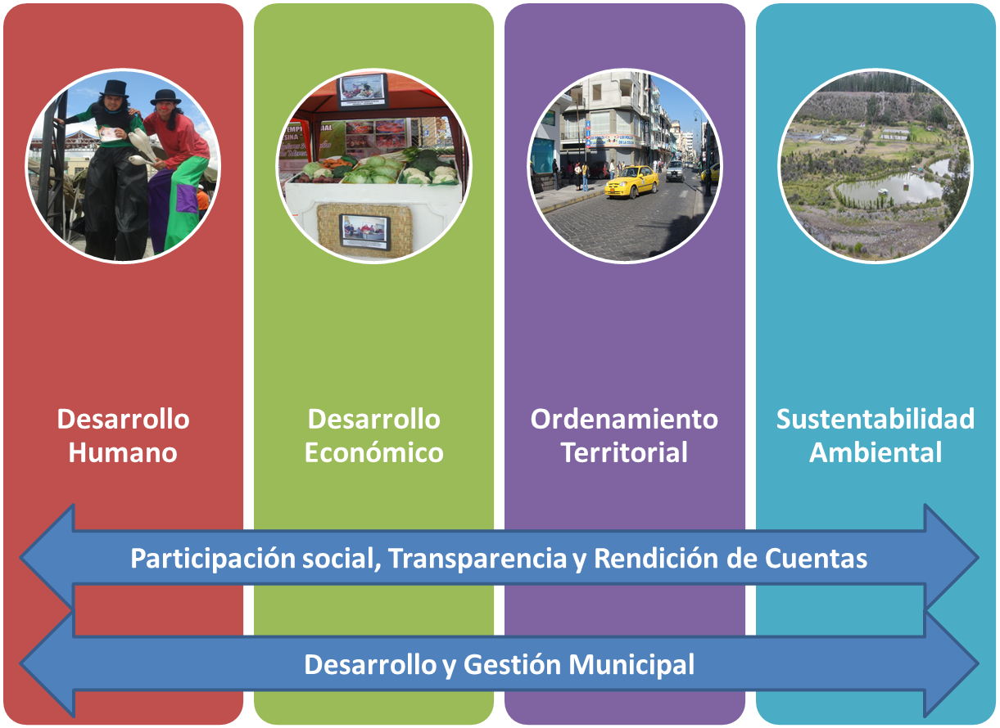 Desarrollo
Humano
Desarrollo
Económico
Ordenamiento
Territorial
Sustentabilidad
Ambiental
Participación social, Transparencia y Rendición de Cuentas
Desarrollo y Gestión Municipal